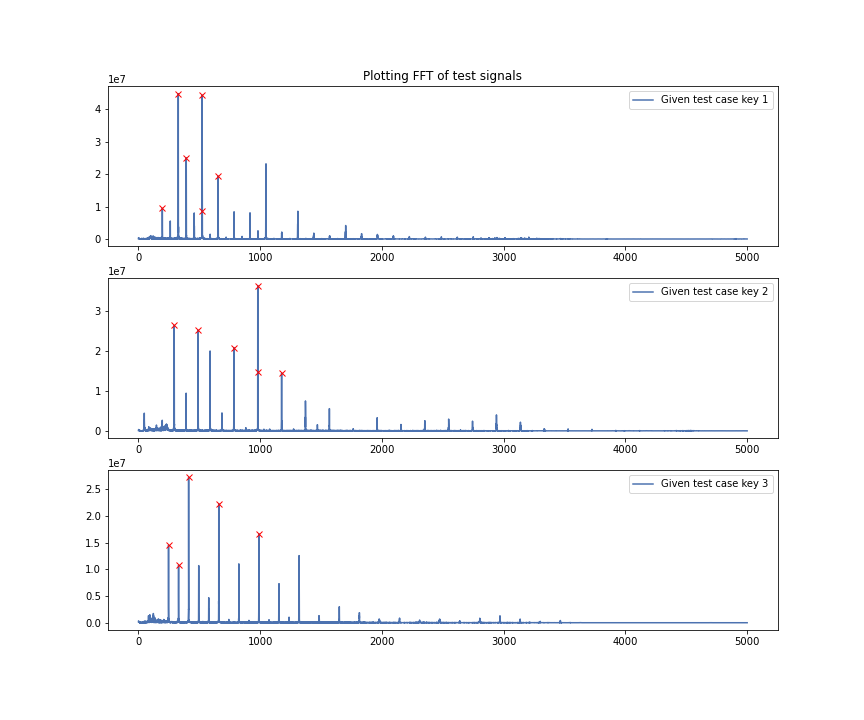 Plotting FFT of test signals
1e7
Given test case key 1
4
3
2
1
0
0 1000 2000 3000 4000 5000
1e7
Given test case key 2
3
2
1
0
0 1000 2000 3000 4000 5000
1e7
Given test case key 3
2.5
2.0
1.5
1.0
0.5
0.0
0 1000 2000 3000 4000 5000